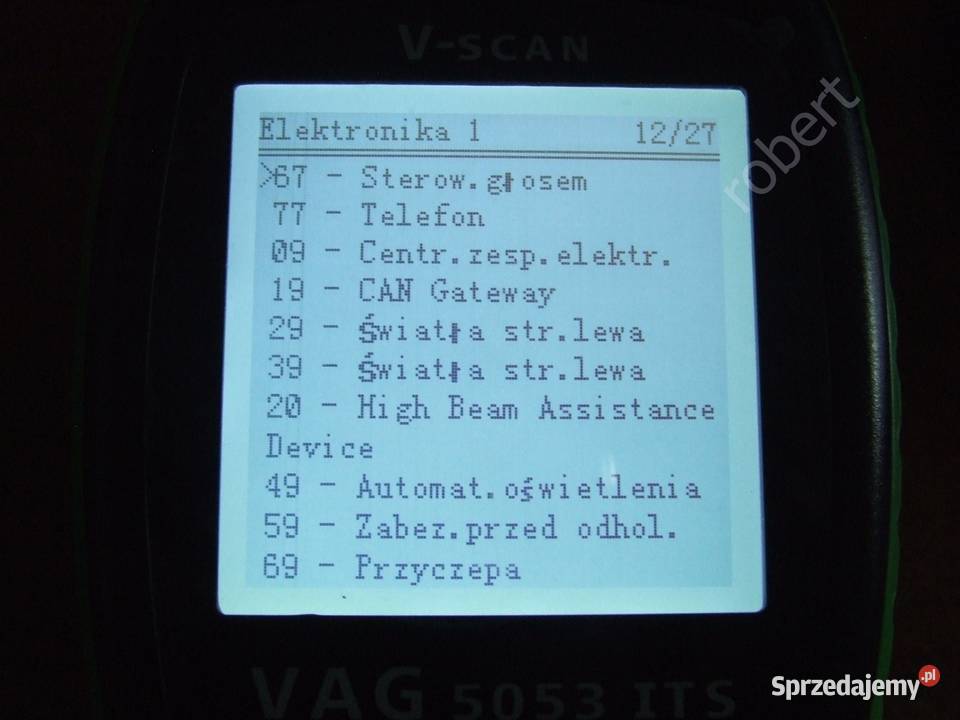 V-SCAN
Elektronika 1 12/27
>67 - Sterow.głosem
77 - Telefon
09 - Centr.zesp.elektr.
19 - CAN Gateway
29 - Światła str.lewa
39 - Światła str.lewa
20 - High Beam Assistance
Device
49 - Automat.oświetlenia
59 - Zabez.przed odhol.
69 - Przyczepa
VAG 5053 ITS
robert
Sprzedajemy.pl